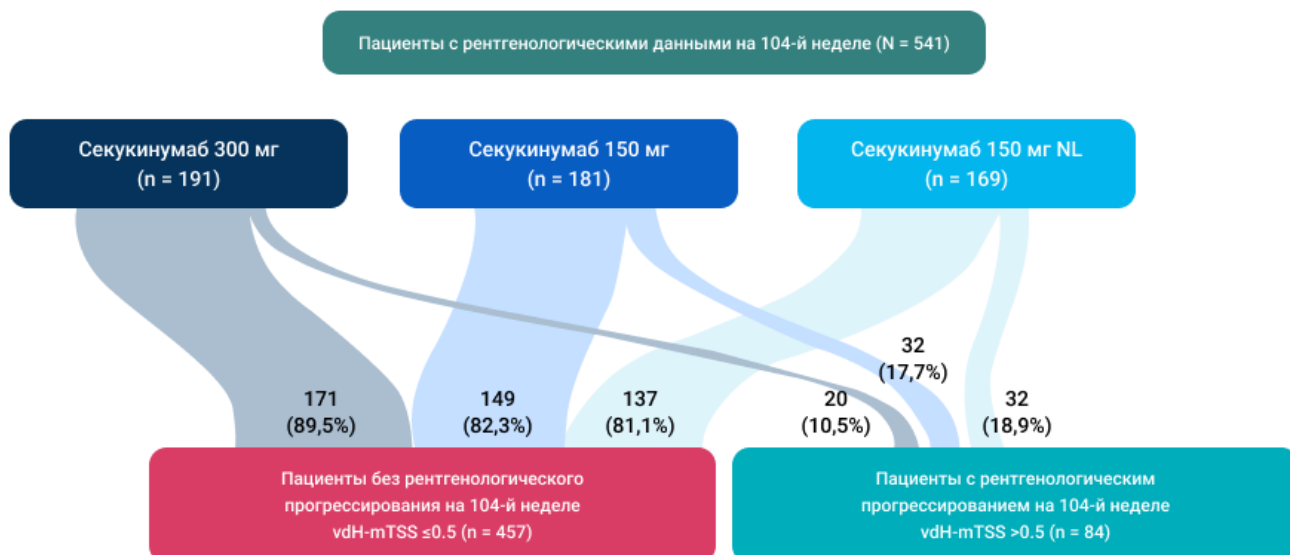 Пациенты с рентгенологическими данными на 104-й неделе (N = 541)
Секукинумаб 300 мг
(n = 191)
Секукинумаб 150 мг
(n = 181)
Секукинумаб 150 мг NL
(n = 169)
171
(89,5%)
149
(82,3%)
137
(81,1%)
20
(10,5%)
32
(17,7%)
32
(18,9%)
Пациенты без рентгенологического
прогрессирования на 104-й неделе
vdH-mTSS ≤0.5 (n = 457)
Пациенты с рентгенологическим
прогрессированием на 104-й неделе
vdH-mTSS >0.5 (n = 84)